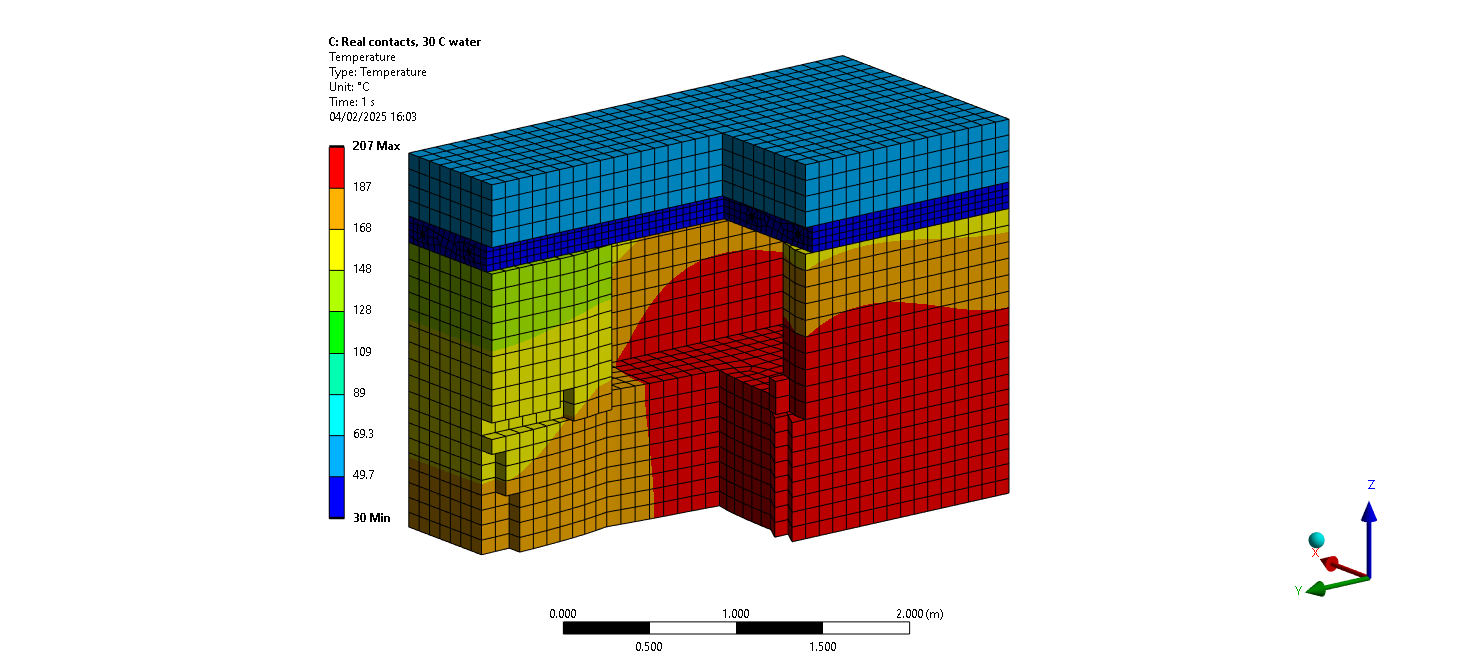 C: Real contacts, 30 C water
Temperature
Type: Temperature
Unit: °C
Time: 1 s
04/02/2025 16:03
207 Max
187
168
148
128
109
89
69.3
49.7
30 Min
Z
X
Y
0.000 1.000 2.000 (m)
0.500 1.500